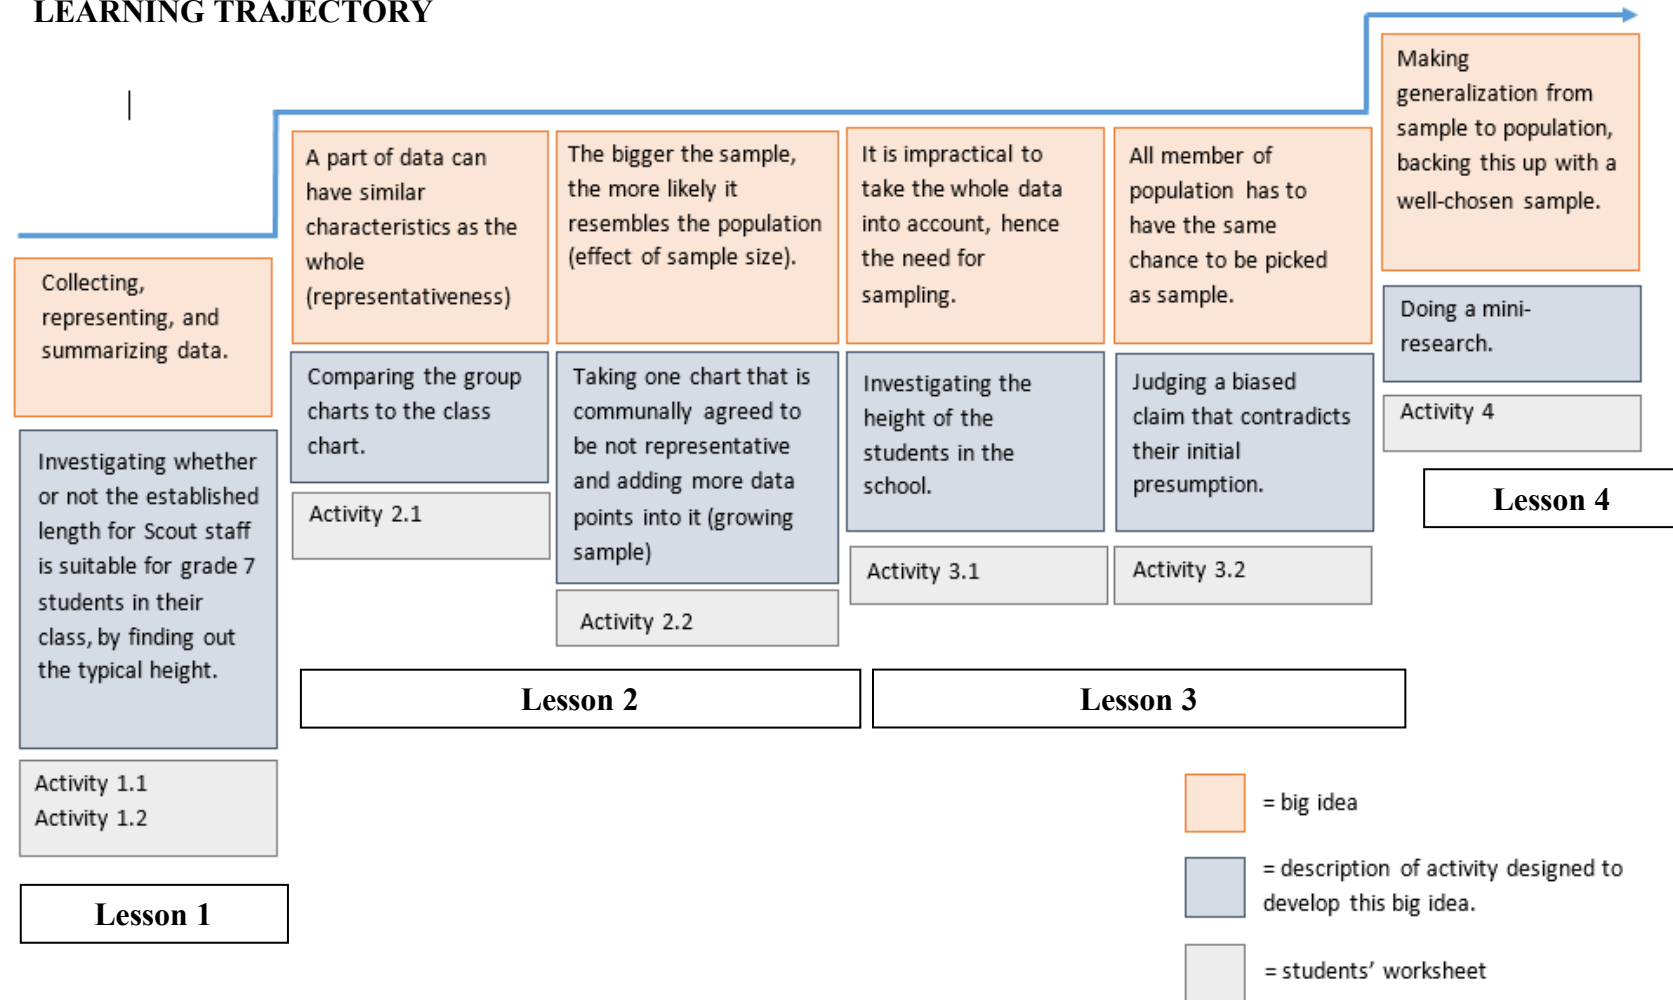 LEARNING TRAJECTORY
Collecting,
representing, and
summarizing data.
Investigating whether
or not the established
length for Scout staff
is suitable for grade 7
students in their
class, by finding out
the typical height.
Activity 1.1
Activity 1.2
Lesson 1
A part of data can
have similar
characteristics as the
whole
(representativeness)
Comparing the group
charts to the class
chart.
Activity 2.1
The bigger the sample,
the more likely it
resembles the population
(effect of sample size).
Taking one chart that is
communally agreed to
be not representative
and adding more data
points into it (growing
sample)
Activity 2.2
Lesson 2
It is impractical to
take the whole data
into account, hence
the need for
sampling.
Investigating the
height of the
students in the
school.
Activity 3.1
All member of
population has to
have the same
chance to be picked
as sample.
Judging a biased
claim that contradicts
their initial
presumption.
Activity 3.2
Lesson 3
Making
generalization from
sample to population,
backing this up with a
well-chosen sample.
Doing a mini-
research.
Activity 4
Lesson 4
= big idea
= description of activity designed to
develop this big idea.
= students’ worksheet